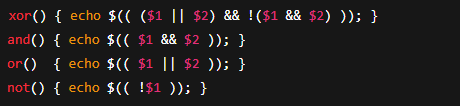 xor() { echo $(( ($1 || $2) && !($1 && $2) )); }
and() { echo $(( $1 && $2 )); }
or()  { echo $(( $1 || $2 )); }
not() { echo $(( !$1 )); }